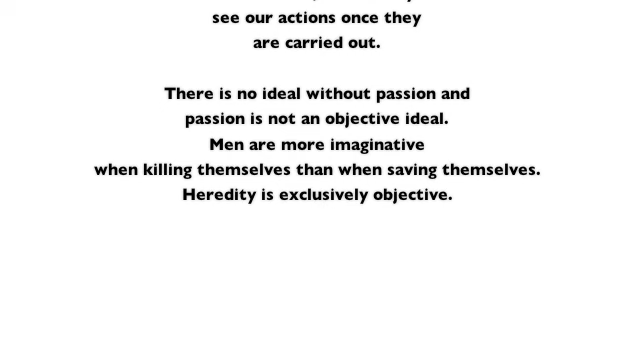 see our actions once they
are carried out.
There is no ideal without passion and
passion is not an objective ideal.
Men are more imaginative
when killing themselves than when saving themselves.
Heredity is exclusively objective.